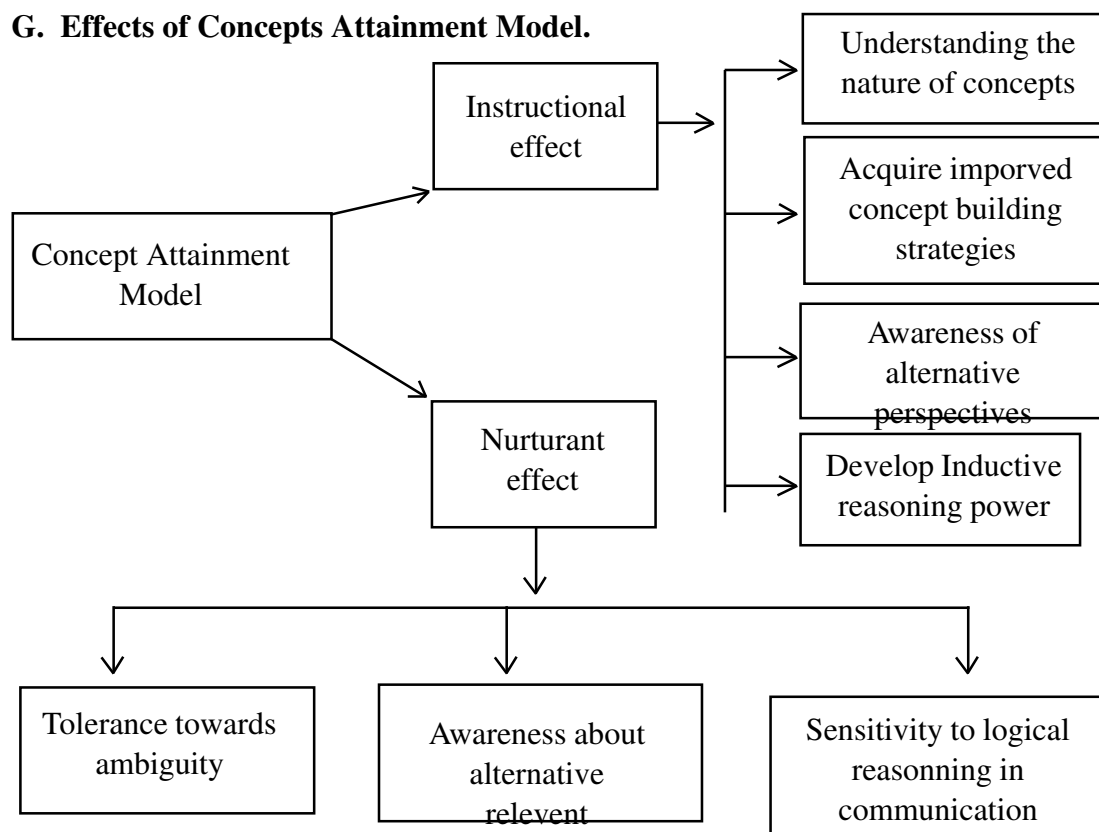 G. Effects of Concepts Attainment Model.
Understanding the
nature of concepts
Instructional
effect
Acquire imporved
concept building
strategies
Concept Attainment
Model
Awareness of
alternative
perspectives
Nurturant
effect
Develop Inductive
reasoning power
Tolerance towards
ambiguity
Awareness about
alternative
relevent
Sensitivity to logical
reasonning in
communication